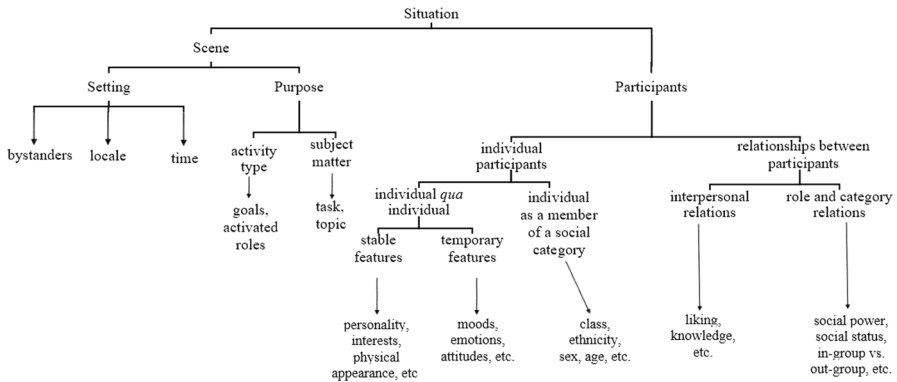 Situation
Scene
Setting
Purpose
Participants
bystanders
locale
time
activity
type
subject
matter
individual
participants
relationships between
participants
goals,
activated
roles
task,
topic
individual qua
individual
individual
as a member
of a social
category
interpersonal
relations
role and category
relations
stable
features
temporary
features
personality,
interests,
physical
appearance, etc
moods,
emotions,
attitudes, etc.
class,
ethnicity,
sex, age, etc.
liking,
knowledge,
etc.
social power,
social status,
in-group vs.
out-group, etc.